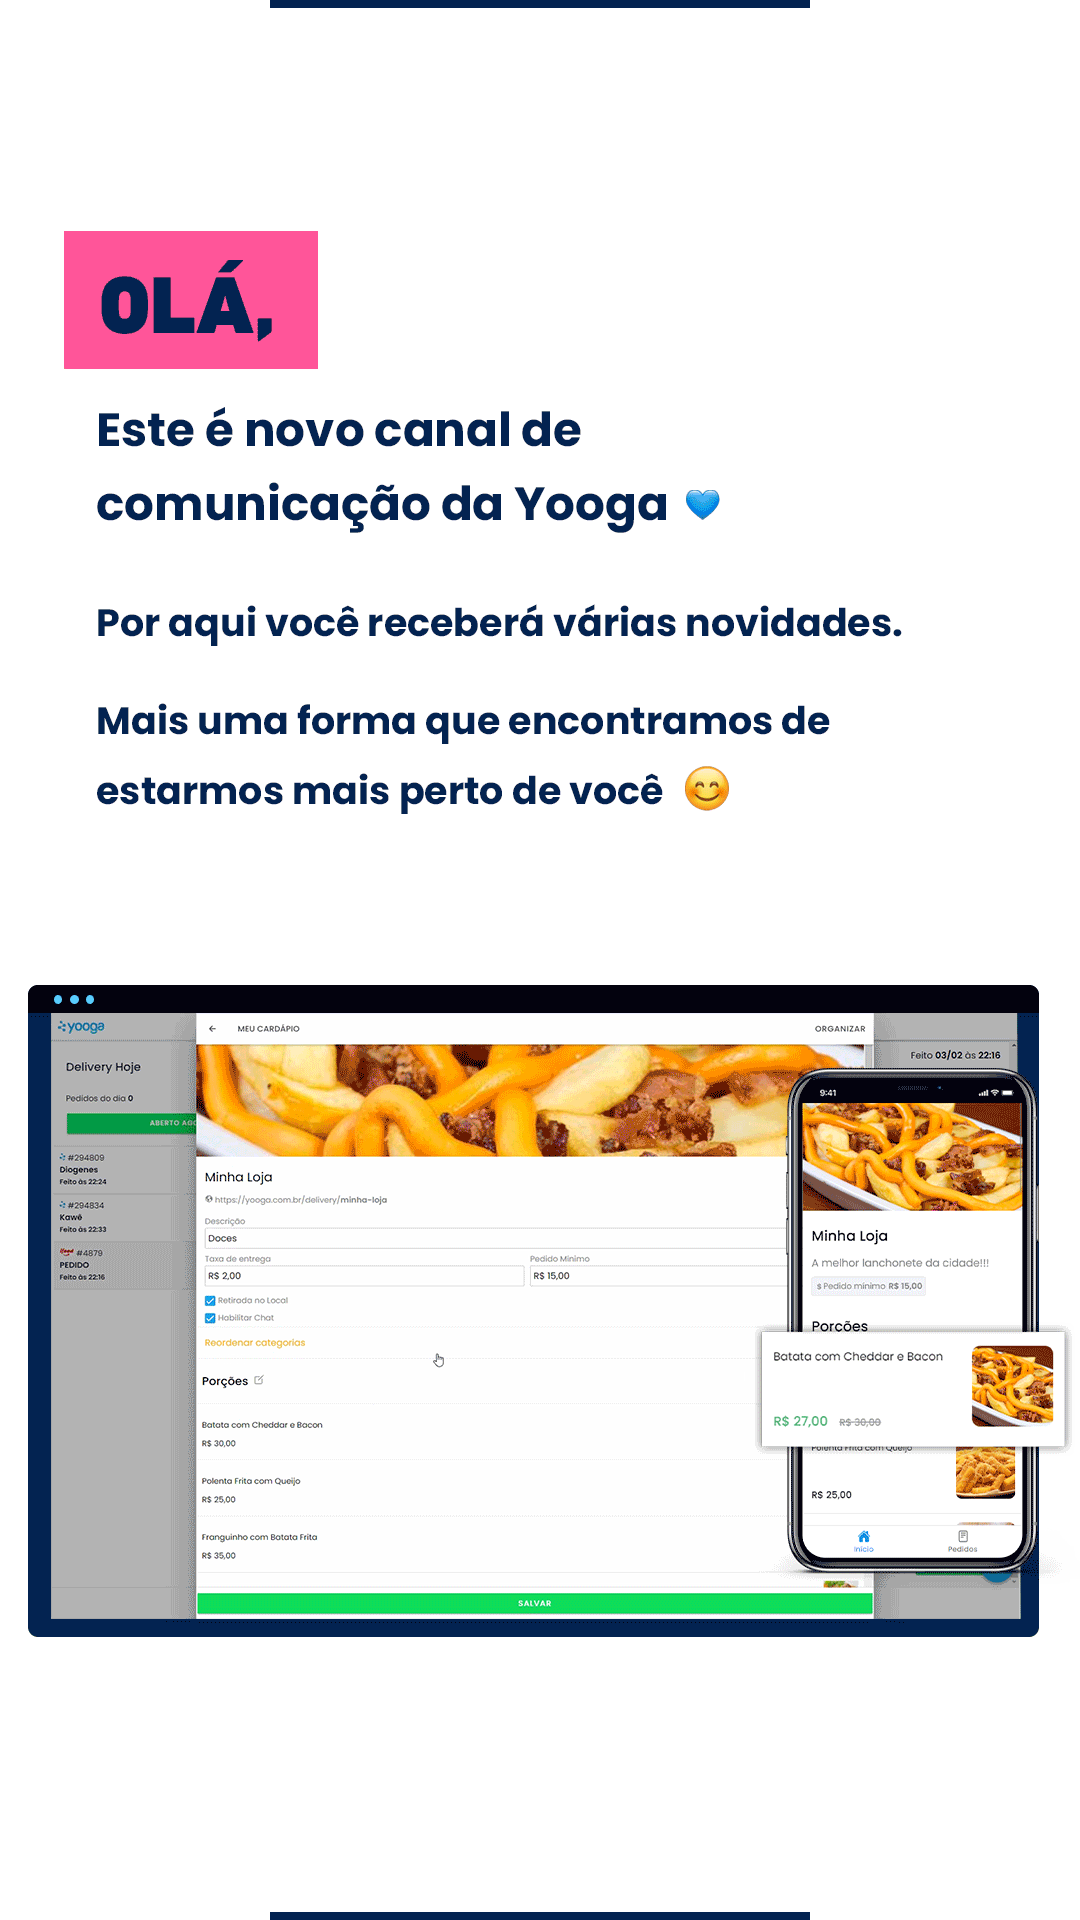 OLÁ,
Este é novo canal de
comunicação da Yooga 💙
Por aqui você receberá várias novidades.
Mais uma forma que encontramos de
estarmos mais perto de você 😊
yooga
MEU CARDÁPIO
ORGANIZAR
Delivery Hoje
Feito 03/02 às 22:16
Pedidos do dia 0
ABERTO AGO
#294809
Diogenes
Feito às 22:24
#294834
Kawê
Feito às 22:33
ifood #4879
PEDIDO
Feito às 22:16
Minha Loja
https://yooga.com.br/delivery/minha-loja
Descrição
Doces
Taxa de entrega
Pedido Minimo
R$ 2,00
R$ 15,00
Retirada no Local
Habilitar Chat
Reordenar categorias
Porções
Batata com Cheddar e Bacon
R$ 30,00
Polenta Frita com Queijo
R$ 25,00
Franguinho com Batata Frita
R$ 35,00
SALVAR
9:41
Minha Loja
A melhor lanchonete da cidade!!!
$ Pedido minimo R$ 15,00
Porções
Batata com Cheddar e Bacon
R$ 27,00 R$ 30,00
Polenta Frita com Queijo
R$ 25,00
Início
Pedidos